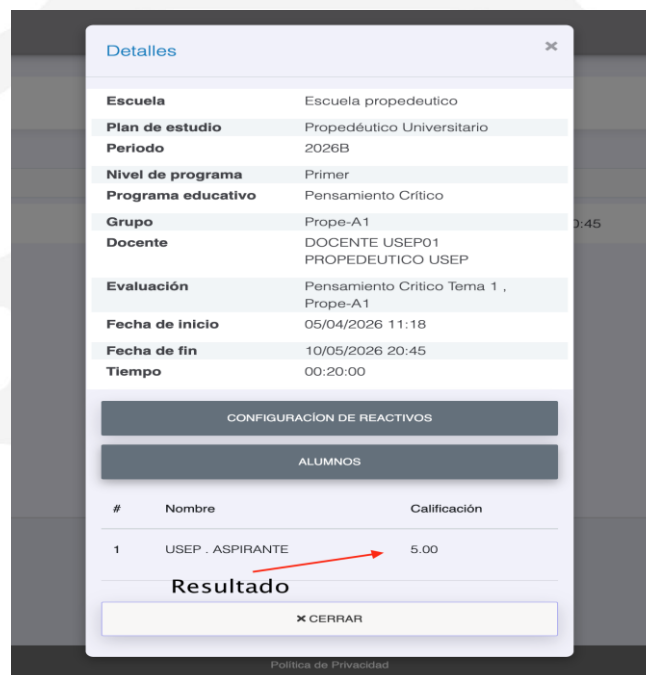 Detalles ×
Escuela Escuela propedeutico
Plan de estudio Propedéutico Universitario
Periodo 2026B
Nivel de programa Primer
Programa educativo Pensamiento Crítico
Grupo Prope-A1
0:45
Docente DOCENTE USEP01
PROPEDEUTICO USEP
Evaluación Pensamiento Critico Tema 1 ,
Prope-A1
Fecha de inicio 05/04/2026 11:18
Fecha de fin 10/05/2026 20:45
Tiempo 00:20:00
CONFIGURACÍON DE REACTIVOS
ALUMNOS
# Nombre Calificación
1 USEP . ASPIRANTE 5.00
Resultado
× CERRAR
Política de Privacidad